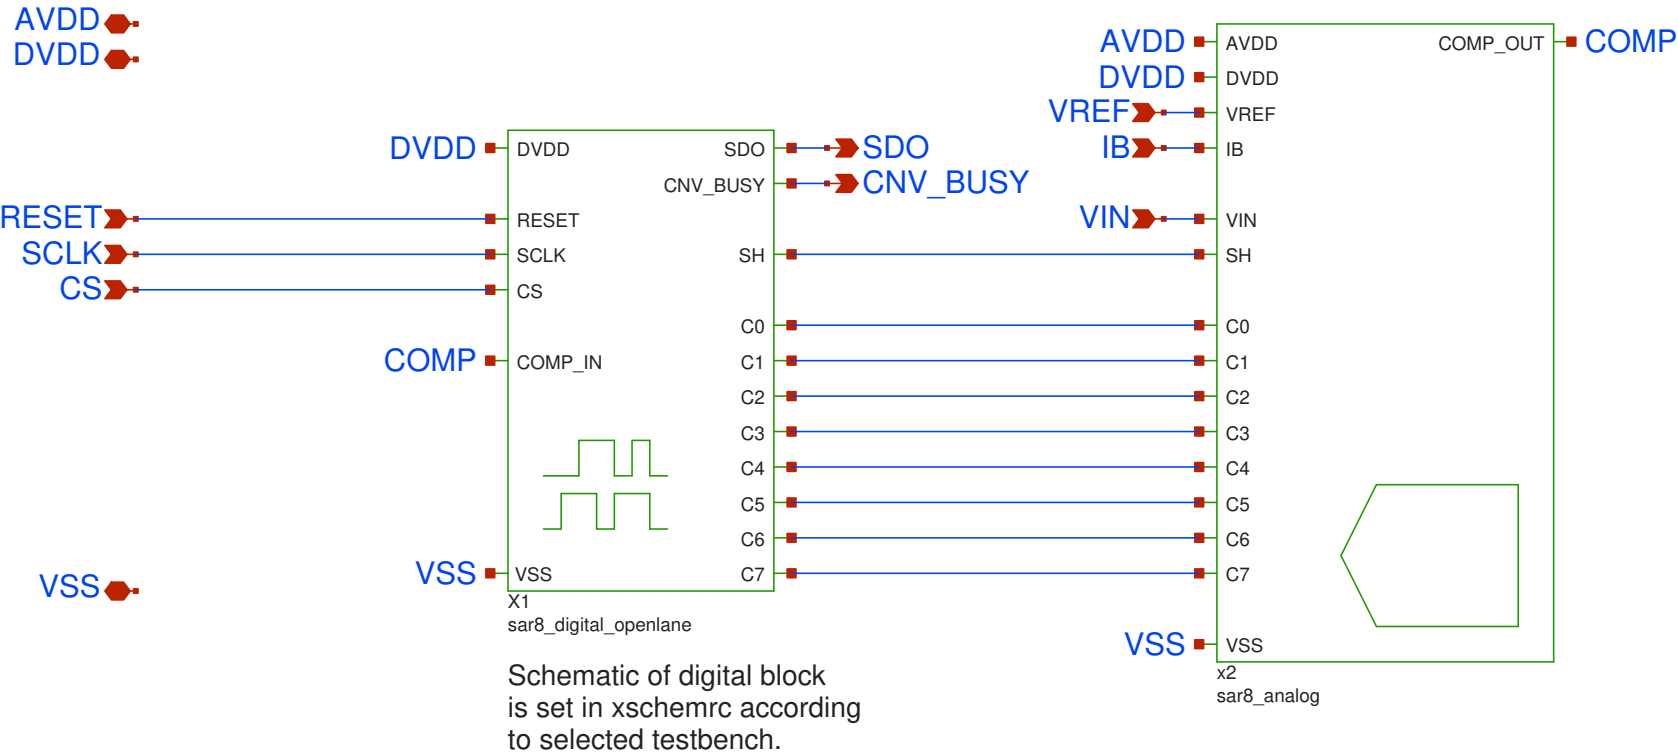 AVDD
DVDD
RESET
SCLK
CS
VSS
DVDD
COMP
VSS
DVDD
RESET
SCLK
CS
COMP_IN
VSS
SDO
CNV_BUSY
SH
C0
C1
C2
C3
C4
C5
C6
C7
SDO
CNV_BUSY
X1
sar8_digital_openlane
Schematic of digital block
is set in xschemrc according
to selected testbench.
AVDD
DVDD
VREF
IB
VIN
VSS
AVDD
DVDD
VREF
IB
VIN
SH
C0
C1
C2
C3
C4
C5
C6
C7
VSS
COMP_OUT
COMP
x2
sar8_analog